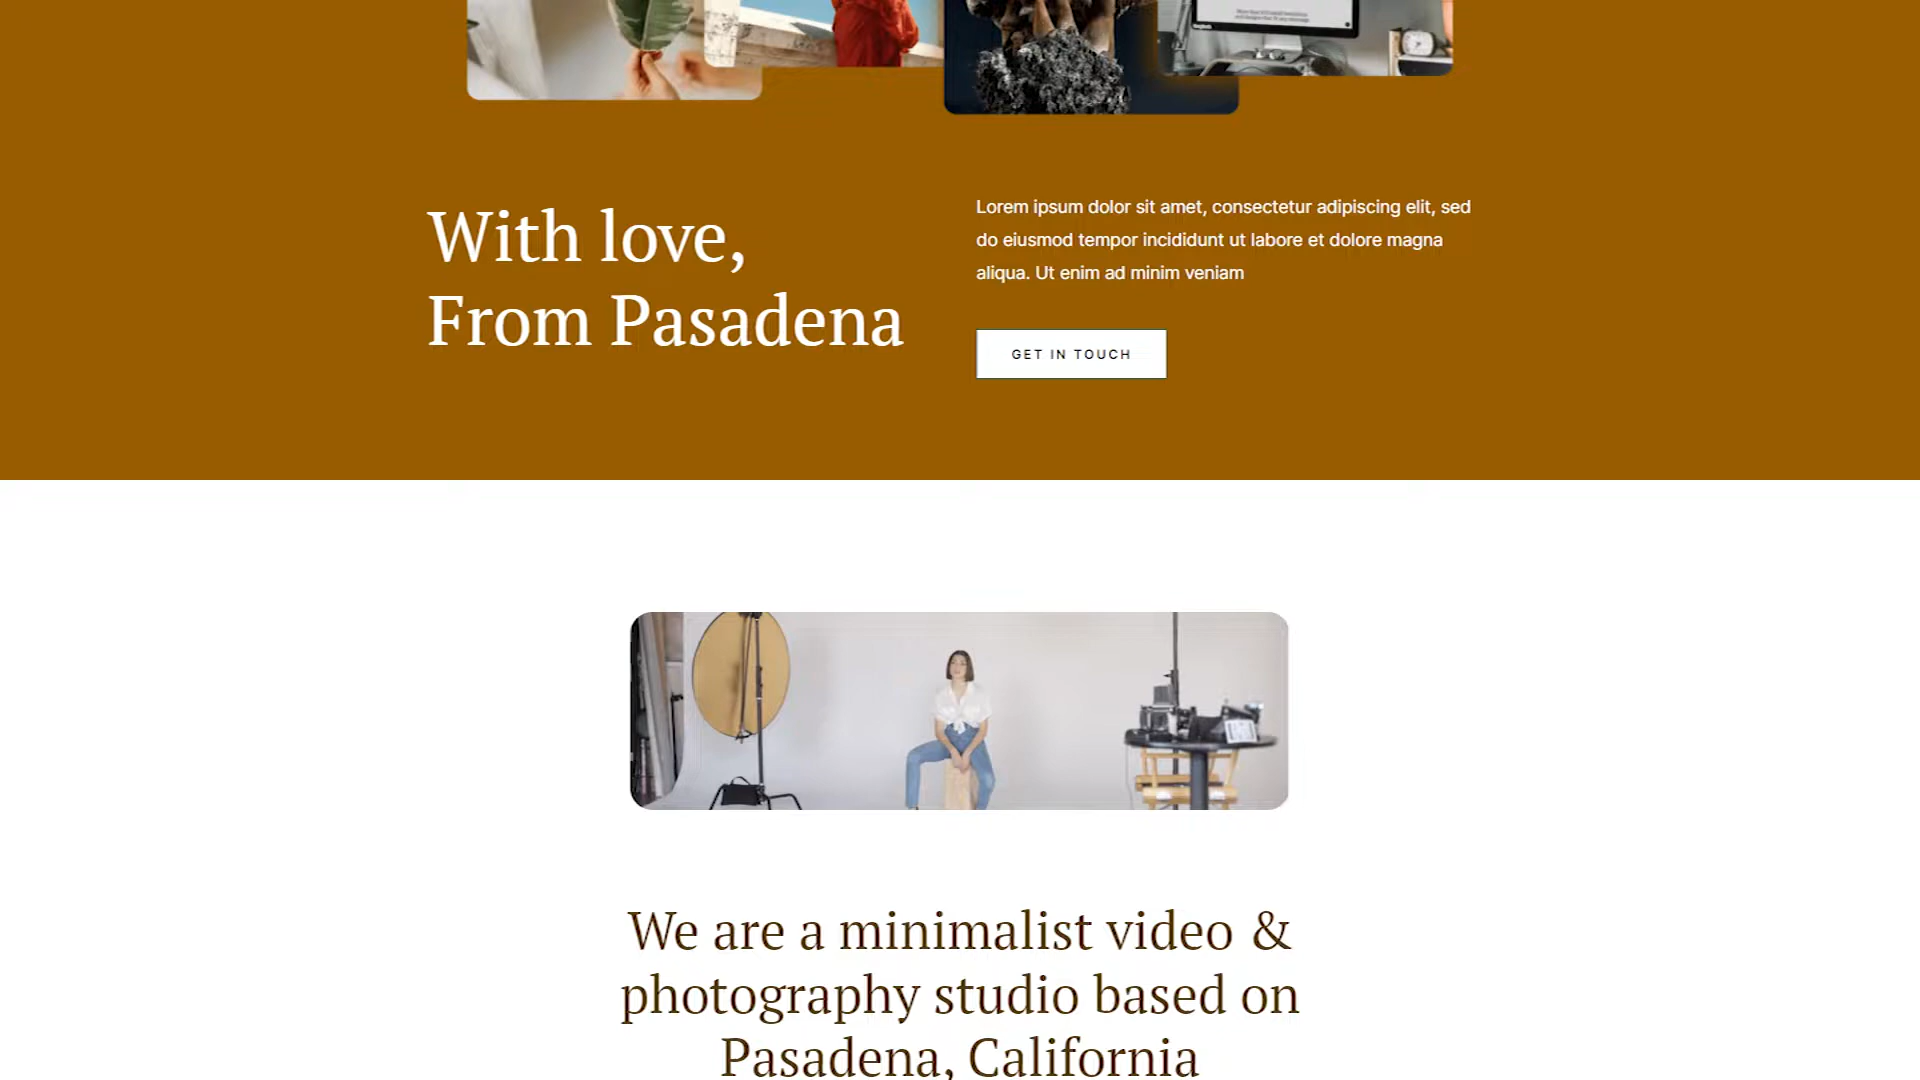 With love,
From Pasadena
Lorem ipsum dolor sit amet, consectetur adipiscing elit, sed
do eiusmod tempor incididunt ut labore et dolore magna
aliqua. Ut enim ad minim veniam
GET IN TOUCH
We are a minimalist video &
photography studio based on
Pasadena, California